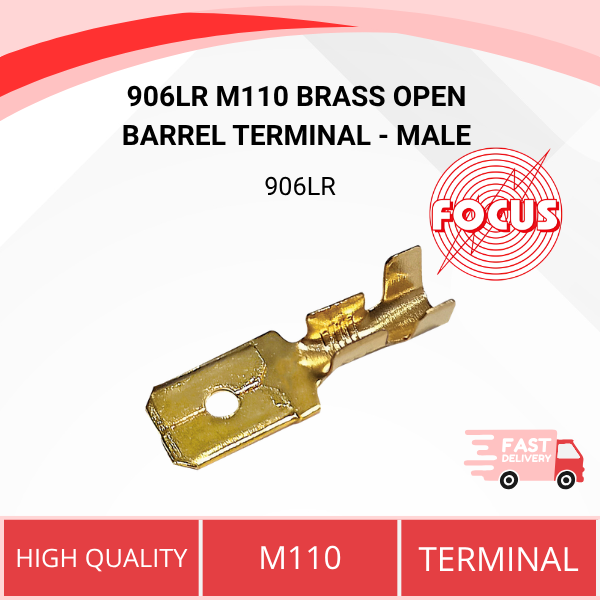 906LR M110 BRASS OPEN
BARREL TERMINAL - MALE
906LR
FOCUS
FAST
DELIVERY
HIGH QUALITY
M110
TERMINAL